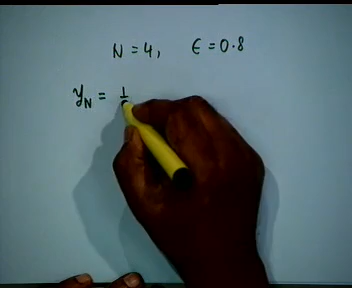 N = 4, ϵ = 0.8
y_N = 1